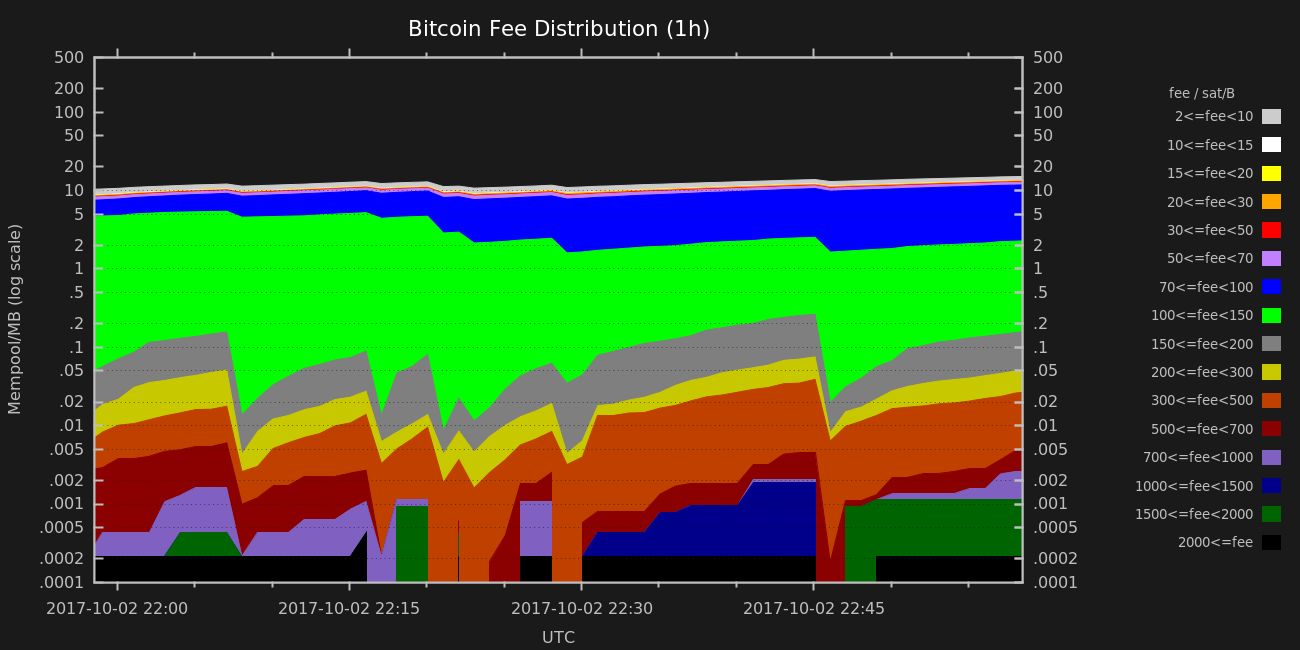 Bitcoin Fee Distribution (1h)
Mempool/MB (log scale)
500
200
100
50
20
10
5
2
1
.5
.2
.1
.05
.02
.01
.005
.002
.001
.0005
.0002
.0001
500
200
100
50
20
10
5
2
1
.5
.2
.1
.05
.02
.01
.005
.002
.001
.0005
.0002
.0001
2017-10-02 22:00 2017-10-02 22:15 2017-10-02 22:30 2017-10-02 22:45
UTC
fee / sat/B
2<=fee<10
10<=fee<15
15<=fee<20
20<=fee<30
30<=fee<50
50<=fee<70
70<=fee<100
100<=fee<150
150<=fee<200
200<=fee<300
300<=fee<500
500<=fee<700
700<=fee<1000
1000<=fee<1500
1500<=fee<2000
2000<=fee